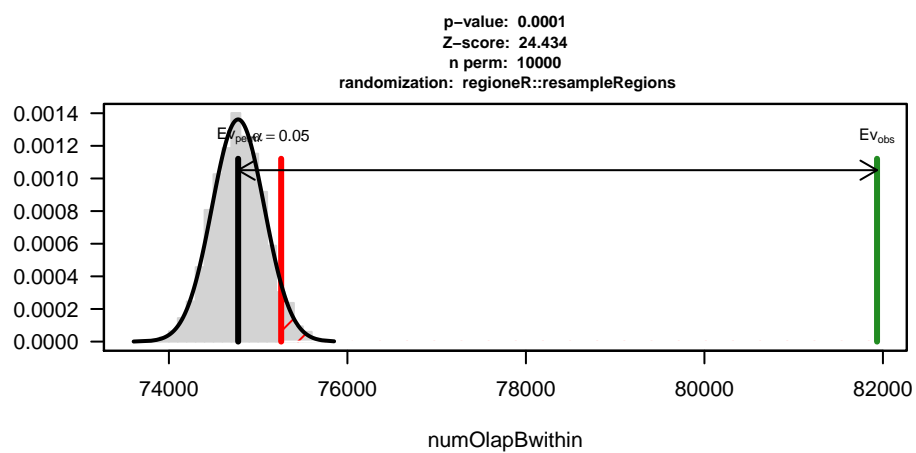 p−value: 0.0001
Z−score: 24.434
n perm: 10000
randomization: regioneR::resampleRegions
0.0014
0.0012
0.0010
0.0008
0.0006
0.0004
0.0002
0.0000
Evperm α = 0.05
Evobs
74000 76000 78000 80000 82000
numOlapBwithin